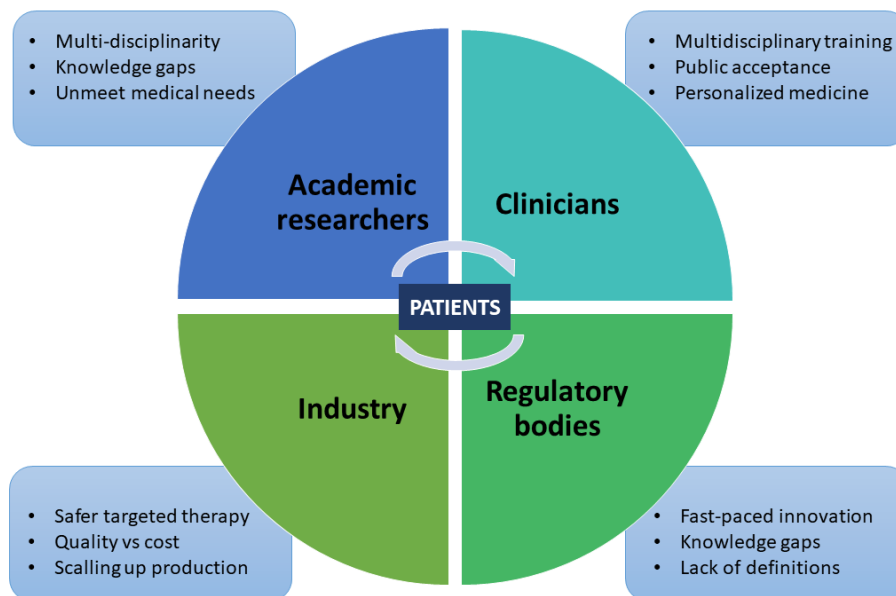 • Multi-disciplinarity
• Knowledge gaps
• Unmeet medical needs
• Multidisciplinary training
• Public acceptance
• Personalized medicine
Academic
researchers
Clinicians
PATIENTS
Industry
Regulatory
bodies
• Safer targeted therapy
• Quality vs cost
• Scalling up production
• Fast-paced innovation
• Knowledge gaps
• Lack of definitions